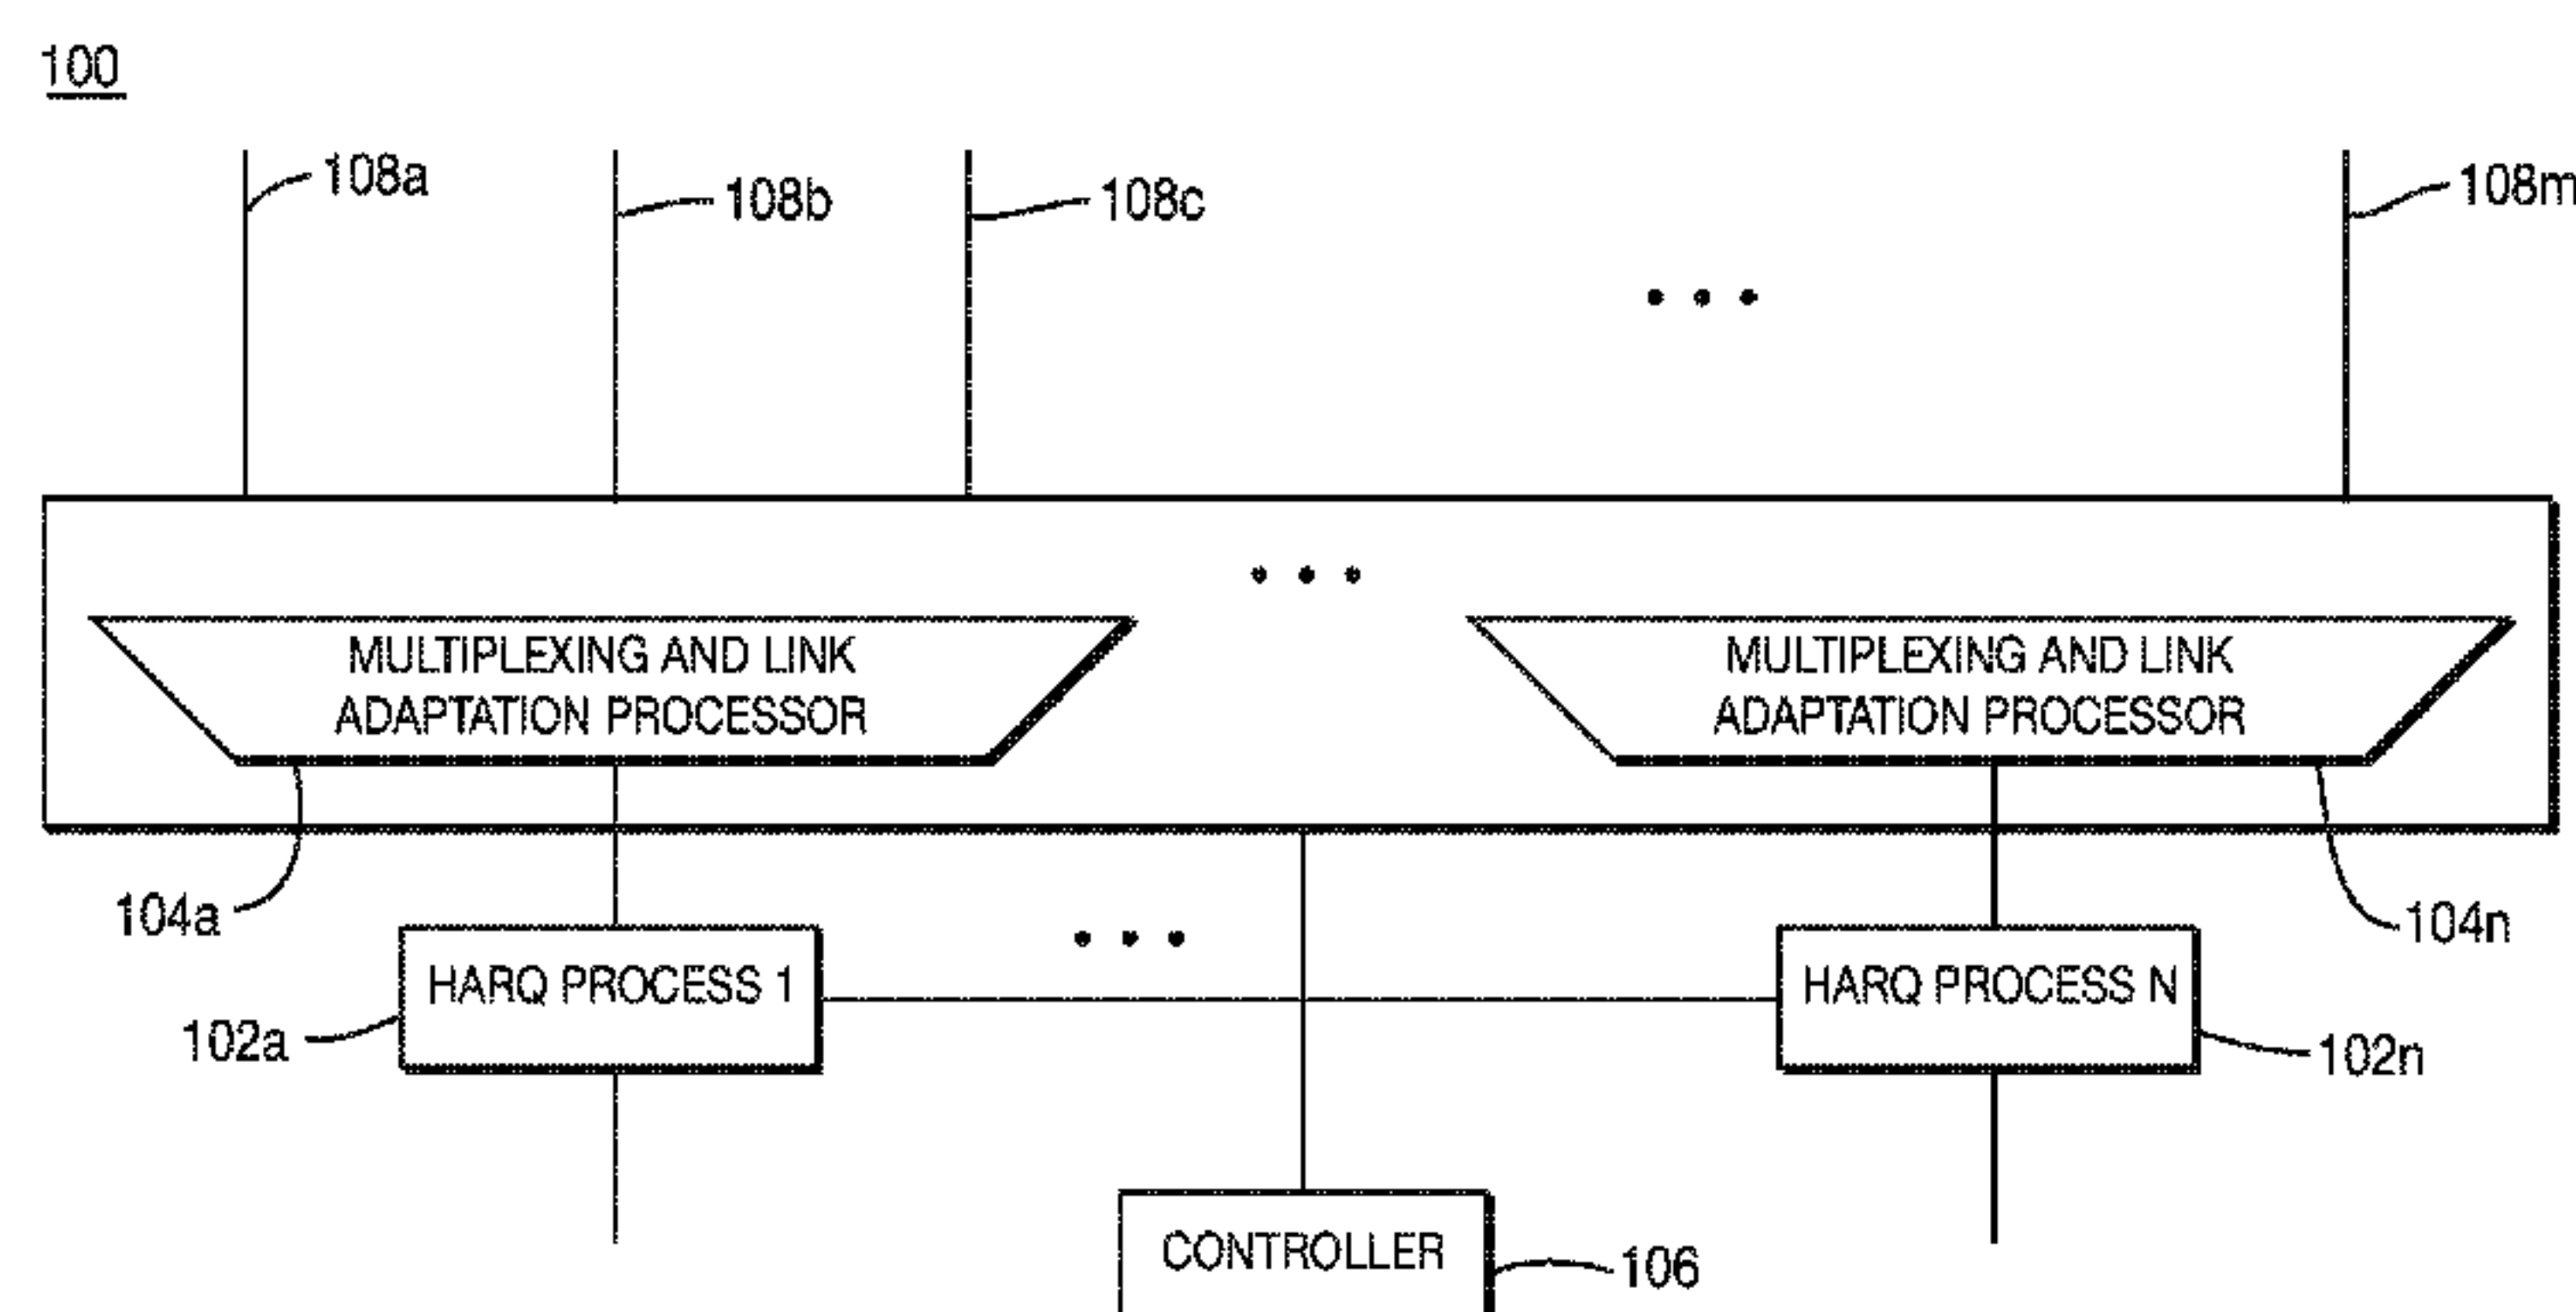 100
108a
108b
108c
108m
MULTIPLEXING AND LINK
ADAPTATION PROCESSOR
MULTIPLEXING AND LINK
ADAPTATION PROCESSOR
104a
104n
HARQ PROCESS 1
HARQ PROCESS N
102a
102n
CONTROLLER
106